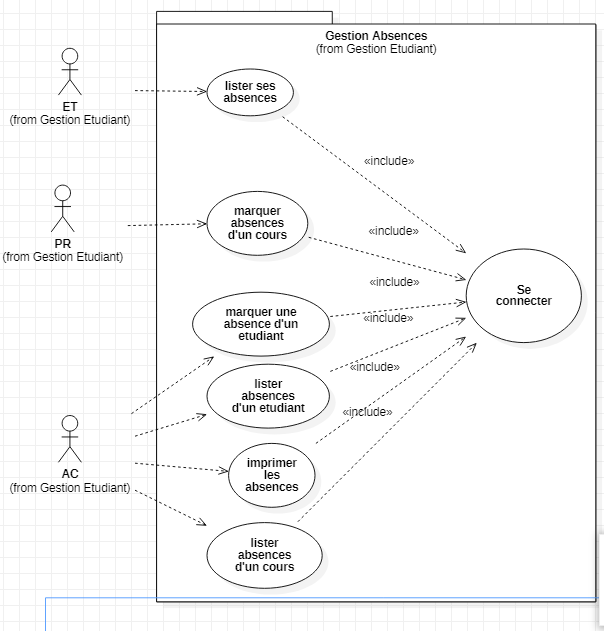 Gestion Absences
(from Gestion Etudiant)
ET
(from Gestion Etudiant)
lister ses
absences
«include»
PR
(from Gestion Etudiant)
marquer
absences
d'un cours
«include»
Se
connecter
«include»
marquer une
absence d'un
etudiant
«include»
lister
absences
d'un etudiant
«include»
«include»
AC
(from Gestion Etudiant)
imprimer
les
absences
lister
absences
d'un cours